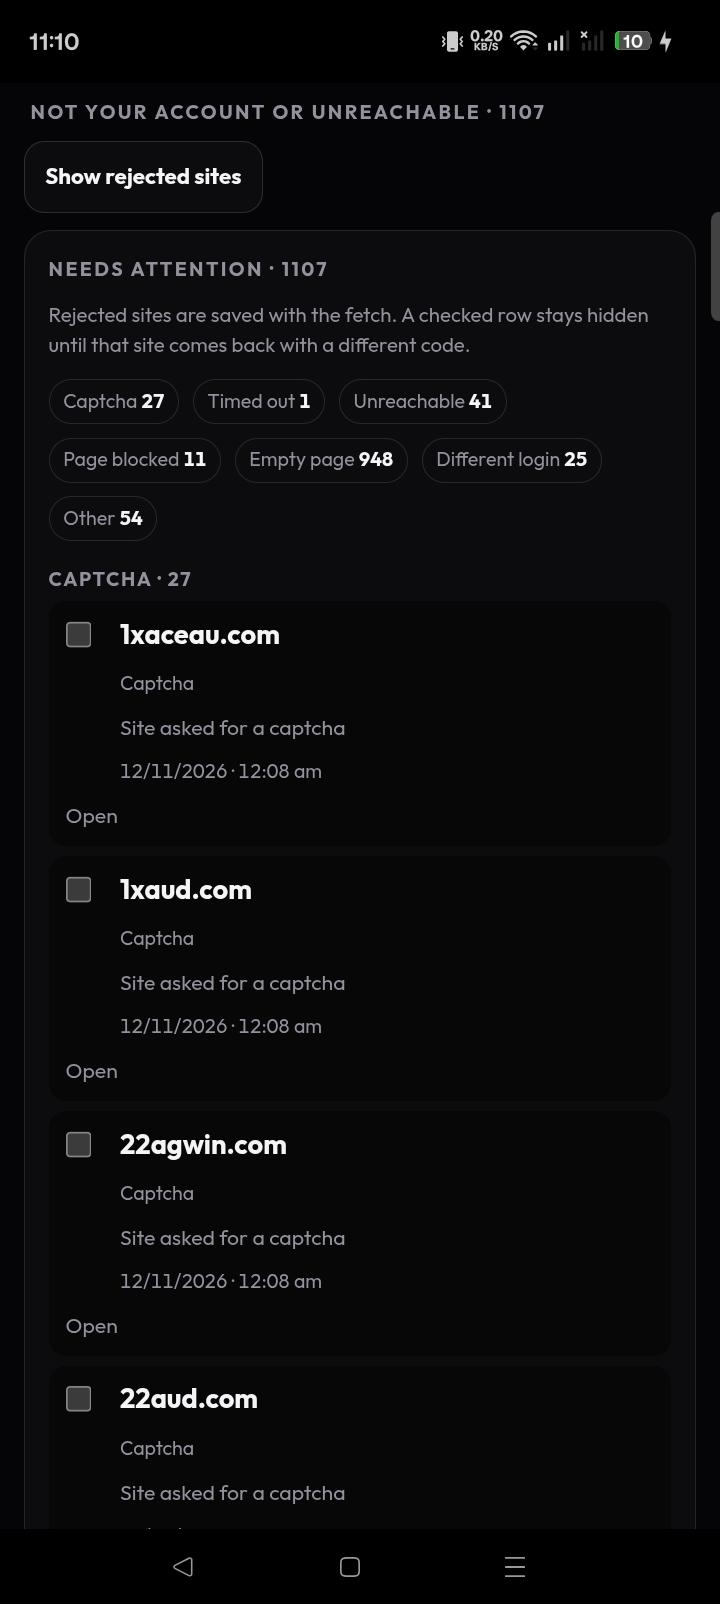 11:10
0.20
KB/S
10
NOT YOUR ACCOUNT OR UNREACHABLE · 1107
Show rejected sites
NEEDS ATTENTION · 1107
Rejected sites are saved with the fetch. A checked row stays hidden
until that site comes back with a different code.
Captcha 27
Timed out 1
Unreachable 41
Page blocked 11
Empty page 948
Different login 25
Other 54
CAPTCHA · 27
1xaceau.com
Captcha
Site asked for a captcha
12/11/2026 · 12:08 am
Open
1xaud.com
Captcha
Site asked for a captcha
12/11/2026 · 12:08 am
Open
22agwin.com
Captcha
Site asked for a captcha
12/11/2026 · 12:08 am
Open
22aud.com
Captcha
Site asked for a captcha